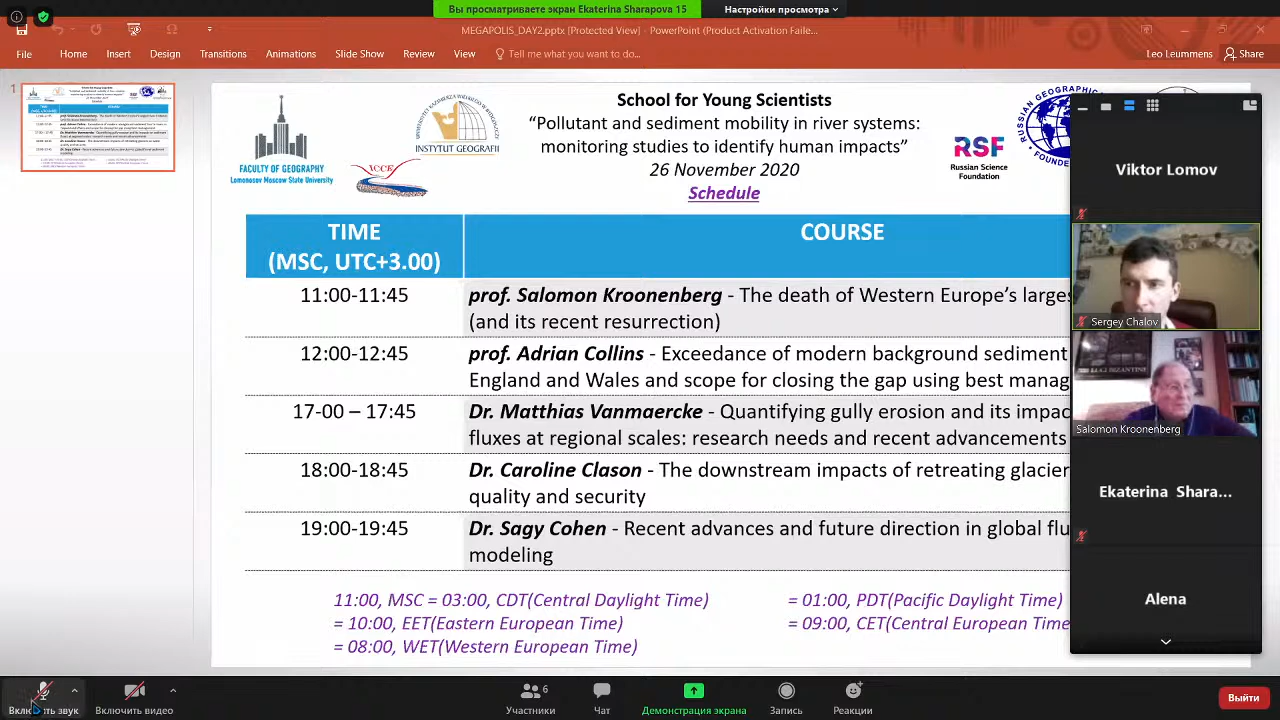 Вы просматриваете экран Ekaterina Sharapova 15
Настройки просмотра
MEGAPOLIS_DAY2.pptx [Protected View] - PowerPoint (Product Activation Faile...
File
Home
Insert
Design
Transitions
Animations
Slide Show
Review
View
Tell me what you want to do...
Leo Leummens
Share
1
School for Young Scientists
“Pollutant and sediment mobility in river systems:
monitoring studies to identify human impacts”
26 November 2020
Schedule
FACULTY OF GEOGRAPHY
Lomonosov Moscow State University
INSTYTUT GEOGRAFII
RSF
Russian Science
Foundation
TIME
(MSC, UTC+3.00)
COURSE
11:00-11:45
prof. Salomon Kroonenberg - The death of Western Europe’s larges
(and its recent resurrection)
12:00-12:45
prof. Adrian Collins - Exceedance of modern background sediment
England and Wales and scope for closing the gap using best manag
17-00 – 17:45
Dr. Matthias Vanmaercke - Quantifying gully erosion and its impac
fluxes at regional scales: research needs and recent advancements
18:00-18:45
Dr. Caroline Clason - The downstream impacts of retreating glacier
quality and security
19:00-19:45
Dr. Sagy Cohen - Recent advances and future direction in global flu
modeling
11:00, MSC = 03:00, CDT(Central Daylight Time)
= 01:00, PDT(Pacific Daylight Time)
= 10:00, EET(Eastern European Time)
= 09:00, CET(Central European Time
= 08:00, WET(Western European Time)
Viktor Lomov
Sergey Chalov
LUCI BIZANTINE
Salomon Kroonenberg
Ekaterina Shara...
Alena
Включить звук
Включить видео
6
Участники
Чат
Демонстрация экрана
Запись
Реакции
Выйти